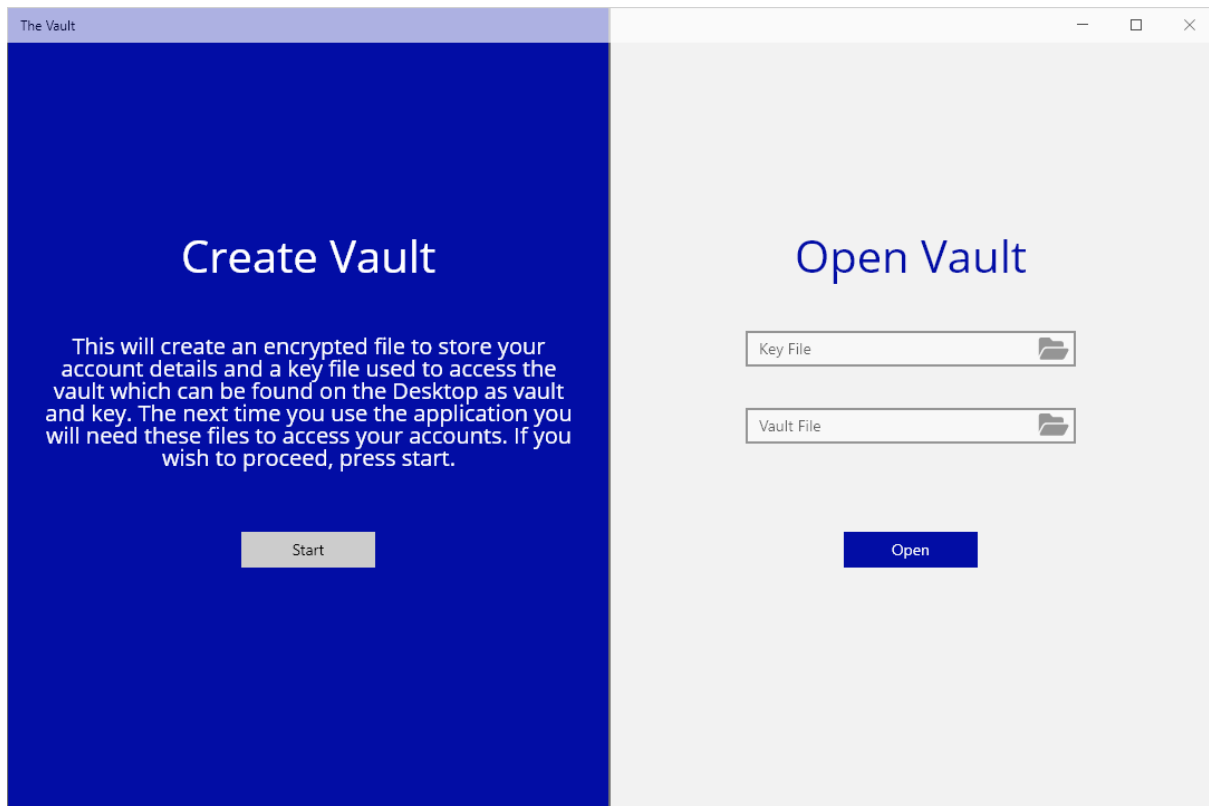 The Vault
Create Vault
This will create an encrypted file to store your
account details and a key file used to access the
vault which can be found on the Desktop as vault
and key. The next time you use the application you
will need these files to access your accounts. If you
wish to proceed, press start.
Start
Open Vault
Key File
Vault File
Open